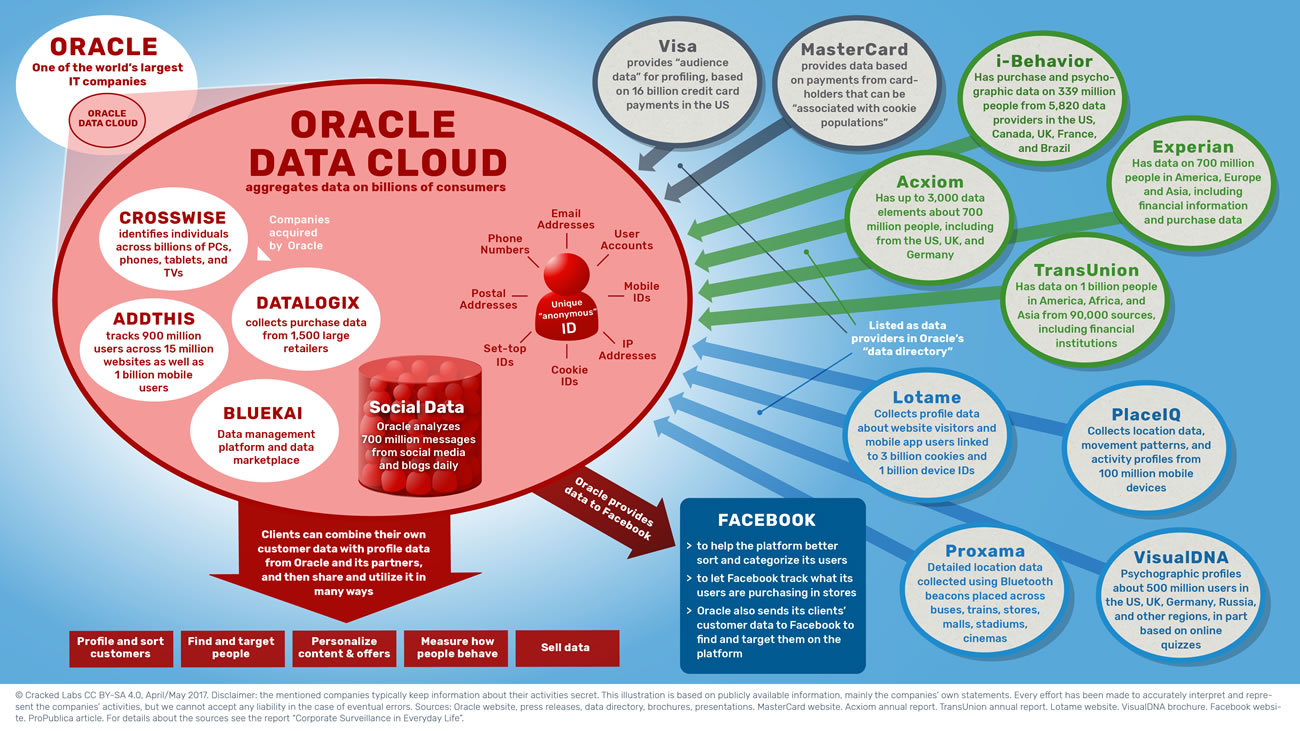 ORACLE
One of the world's largest
IT companies
ORACLE
DATA CLOUD
ORACLE
DATA CLOUD
aggregates data on billions of consumers
CROSSWISE
identifies individuals
across billions of PCs,
phones, tablets, and
TVs
Companies
acquired
by Oracle
DATALOGIX
collects purchase data
from 1,500 large
retailers
ADDTHIS
tracks 900 million
users across 15 million
websites as well as
1 billion mobile
users
BLUEKAI
Data management
platform and data
marketplace
Social Data
Oracle analyzes
700 million messages
from social media
and blogs daily
Email
Addresses
User
Accounts
Mobile
IDs
IP
Addresses
Cookie
IDs
Set-top
IDs
Postal
Addresses
Phone
Numbers
Unique
"anonymous"
ID
Visa
provides "audience
data" for profiling, based
on 16 billion credit card
payments in the US
MasterCard
provides data based
on payments from card-
holders that can be
"associated with cookie
populations"
i-Behavior
Has purchase and psycho-
graphic data on 339 million
people from 5,820 data
providers in the US,
Canada, UK, France,
and Brazil
Experian
Has data on 700 million
people in America, Europe
and Asia, including
financial information
and purchase data
Acxiom
Has up to 3,000 data
elements about 700
million people, including
from the US, UK, and
Germany
TransUnion
Has data on 1 billion people
in America, Africa, and
Asia from 90,000 sources,
including financial
institutions
Listed as data
providers in Oracle's
"data directory"
Lotame
Collects profile data
about website visitors and
mobile app users linked
to 3 billion cookies and
1 billion device IDs
PlaceIQ
Collects location data,
movement patterns, and
activity profiles from
100 million mobile
devices
Proxama
Detailed location data
collected using Bluetooth
beacons placed across
buses, trains, stores,
malls, stadiums,
cinemas
VisualDNA
Psychographic profiles
about 500 million users in
the US, UK, Germany, Russia,
and other regions, in part
based on online
quizzes
Oracle provides
data to Facebook
FACEBOOK
> to help the platform better
sort and categorize its users
> to let Facebook track what its
users are purchasing in stores
> Oracle also sends its clients'
customer data to Facebook to
find and target them on the
platform
Clients can combine their own
customer data with profile data
from Oracle and its partners,
and then share and utilize it in
many ways
Profile and sort
customers
Find and target
people
Personalize
content & offers
Measure how
people behave
Sell data
© Cracked Labs CC BY-SA 4.0, April/May 2017. Disclaimer: the mentioned companies typically keep information about their activities secret. This illustration is based on publicly available information, mainly the companies' own statements. Every effort has been made to accurately interpret and repre-
sent the companies' activities, but we cannot accept any liability in the case of eventual errors. Sources: Oracle website, press releases, data directory, brochures, presentations. MasterCard website. Acxiom annual report. TransUnion annual report. Lotame website. VisualDNA brochure. Facebook websi-
te. ProPublica article. For details about the sources see the report "Corporate Surveillance in Everyday Life".